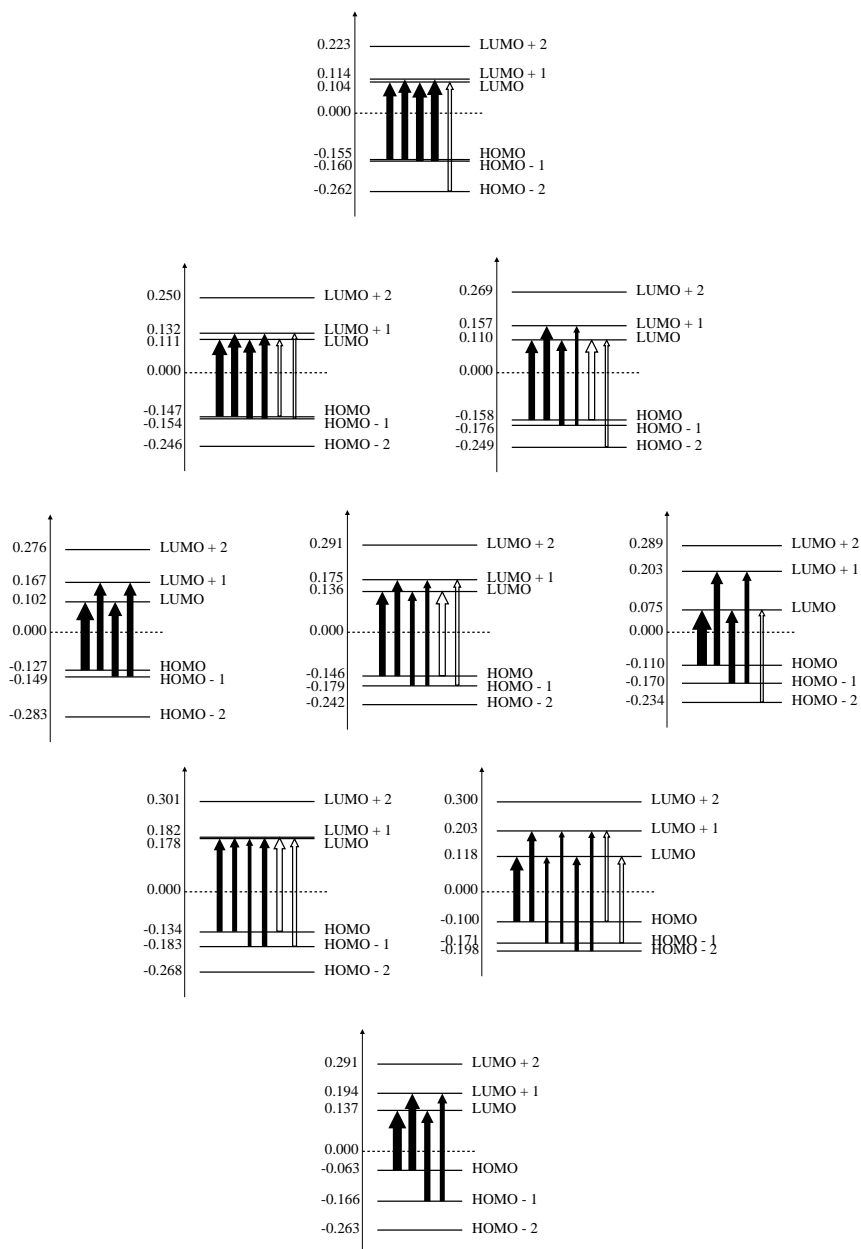 0.223 LUMO + 2
0.114 LUMO + 1
0.104 LUMO
0.000
-0.155 HOMO
-0.160 HOMO - 1
-0.262 HOMO - 2
0.250 LUMO + 2
0.132 LUMO + 1
0.111 LUMO
0.000
-0.147 HOMO
-0.154 HOMO - 1
-0.246 HOMO - 2
0.269 LUMO + 2
0.157 LUMO + 1
0.110 LUMO
0.000
-0.158 HOMO
-0.176 HOMO - 1
-0.249 HOMO - 2
0.276 LUMO + 2
0.167 LUMO + 1
0.102 LUMO
0.000
-0.127 HOMO
-0.149 HOMO - 1
-0.283 HOMO - 2
0.291 LUMO + 2
0.175 LUMO + 1
0.136 LUMO
0.000
-0.146 HOMO
-0.179 HOMO - 1
-0.242 HOMO - 2
0.289 LUMO + 2
0.203 LUMO + 1
0.075 LUMO
0.000
-0.110 HOMO
-0.170 HOMO - 1
-0.234 HOMO - 2
0.301 LUMO + 2
0.182 LUMO + 1
0.178 LUMO
0.000
-0.134 HOMO
-0.183 HOMO - 1
-0.268 HOMO - 2
0.300 LUMO + 2
0.203 LUMO + 1
0.118 LUMO
0.000
-0.100 HOMO
-0.171 HOMO - 1
-0.198 HOMO - 2
0.291 LUMO + 2
0.194 LUMO + 1
0.137 LUMO
0.000
-0.063 HOMO
-0.166 HOMO - 1
-0.263 HOMO - 2